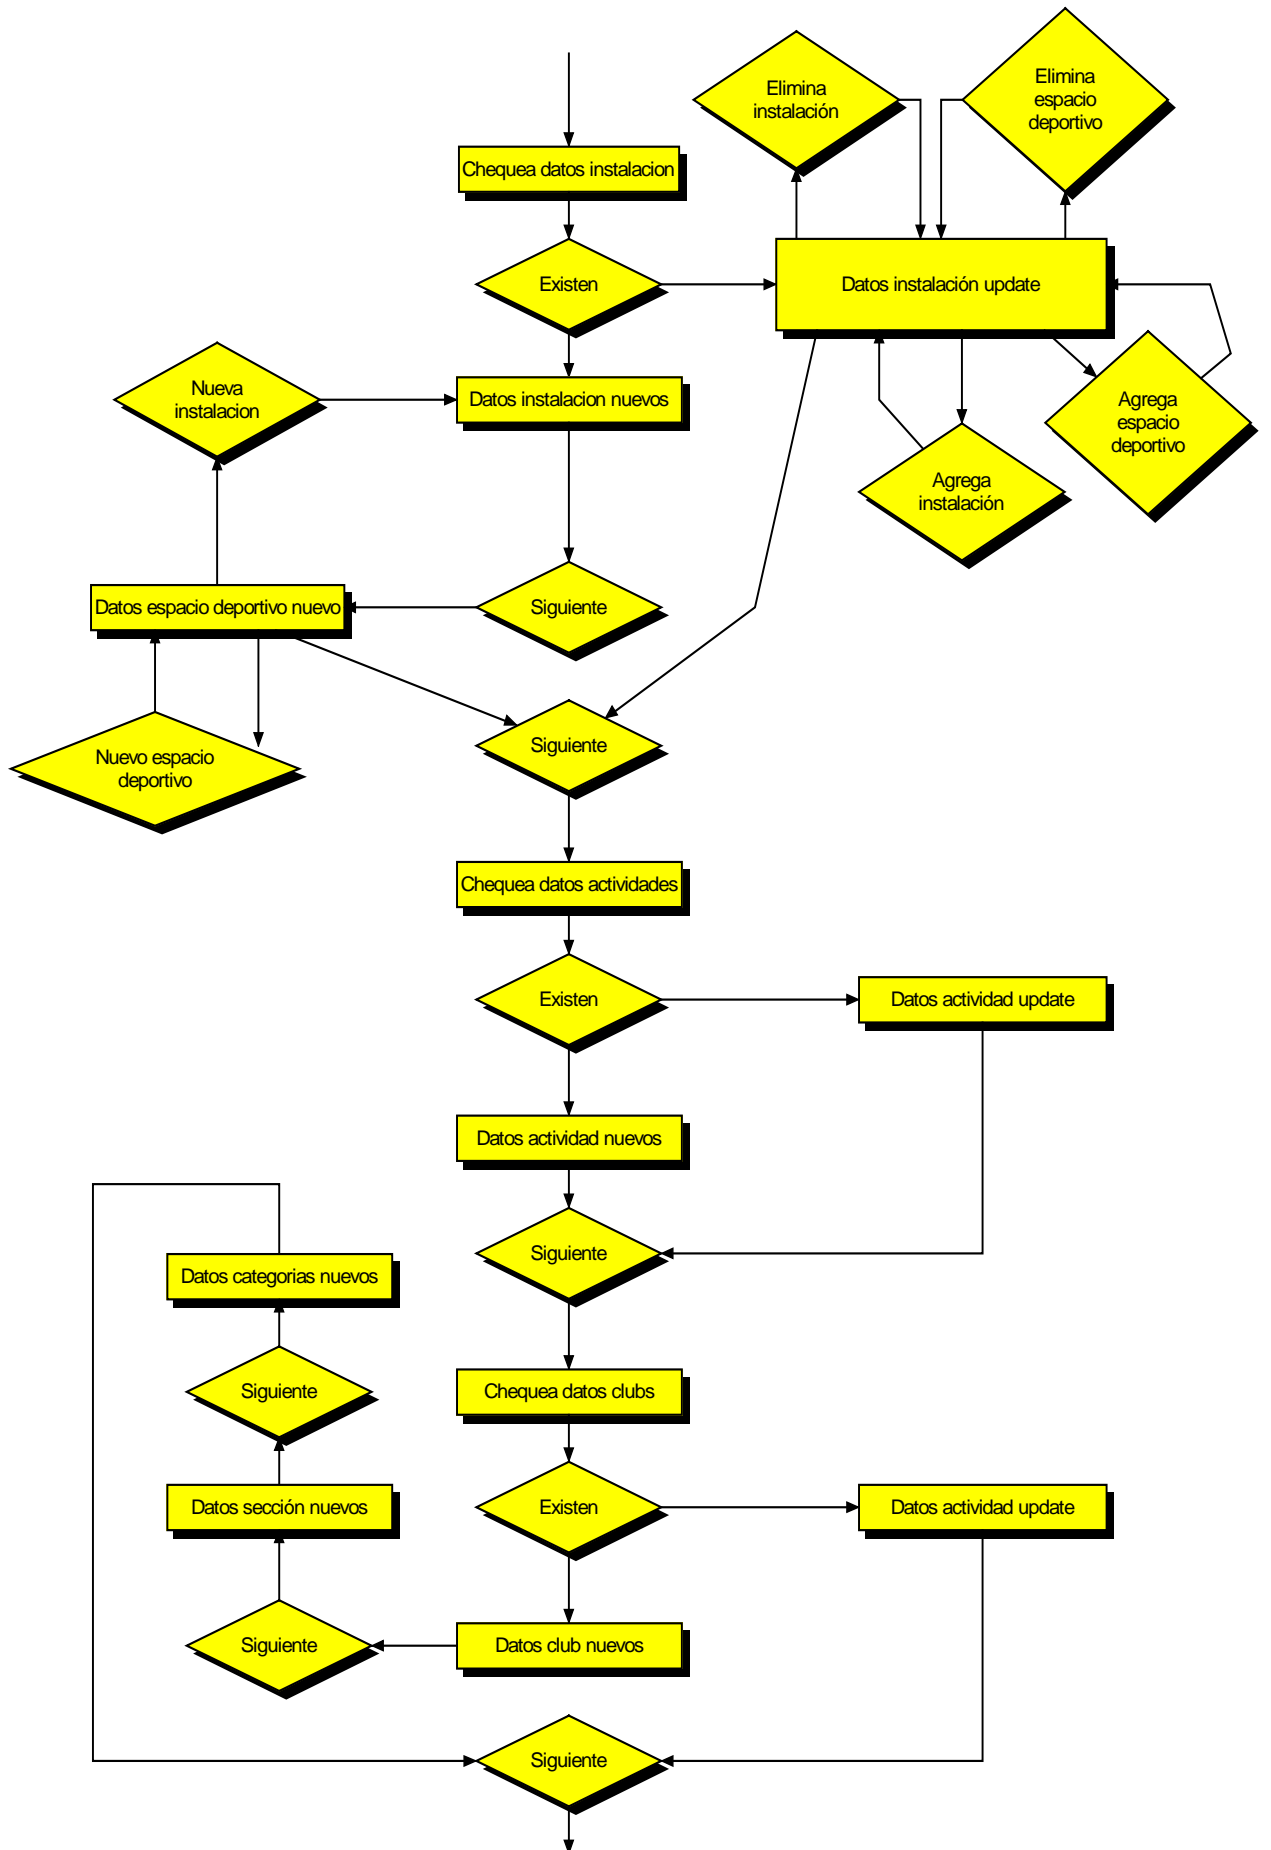 Elimina
instalación
Elimina
espacio
deportivo
Chequea datos instalacion
Existen
Datos instalación update
Nueva
instalacion
Datos instalacion nuevos
Agrega
espacio
deportivo
Agrega
instalación
Datos espacio deportivo nuevo
Siguiente
Nuevo espacio
deportivo
Siguiente
Chequea datos actividades
Existen
Datos actividad update
Datos actividad nuevos
Siguiente
Datos categorias nuevos
Siguiente
Chequea datos clubs
Datos sección nuevos
Existen
Datos actividad update
Siguiente
Datos club nuevos
Siguiente